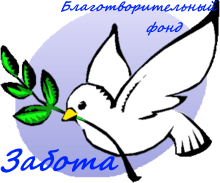 Благотворительный
фонд
Забота